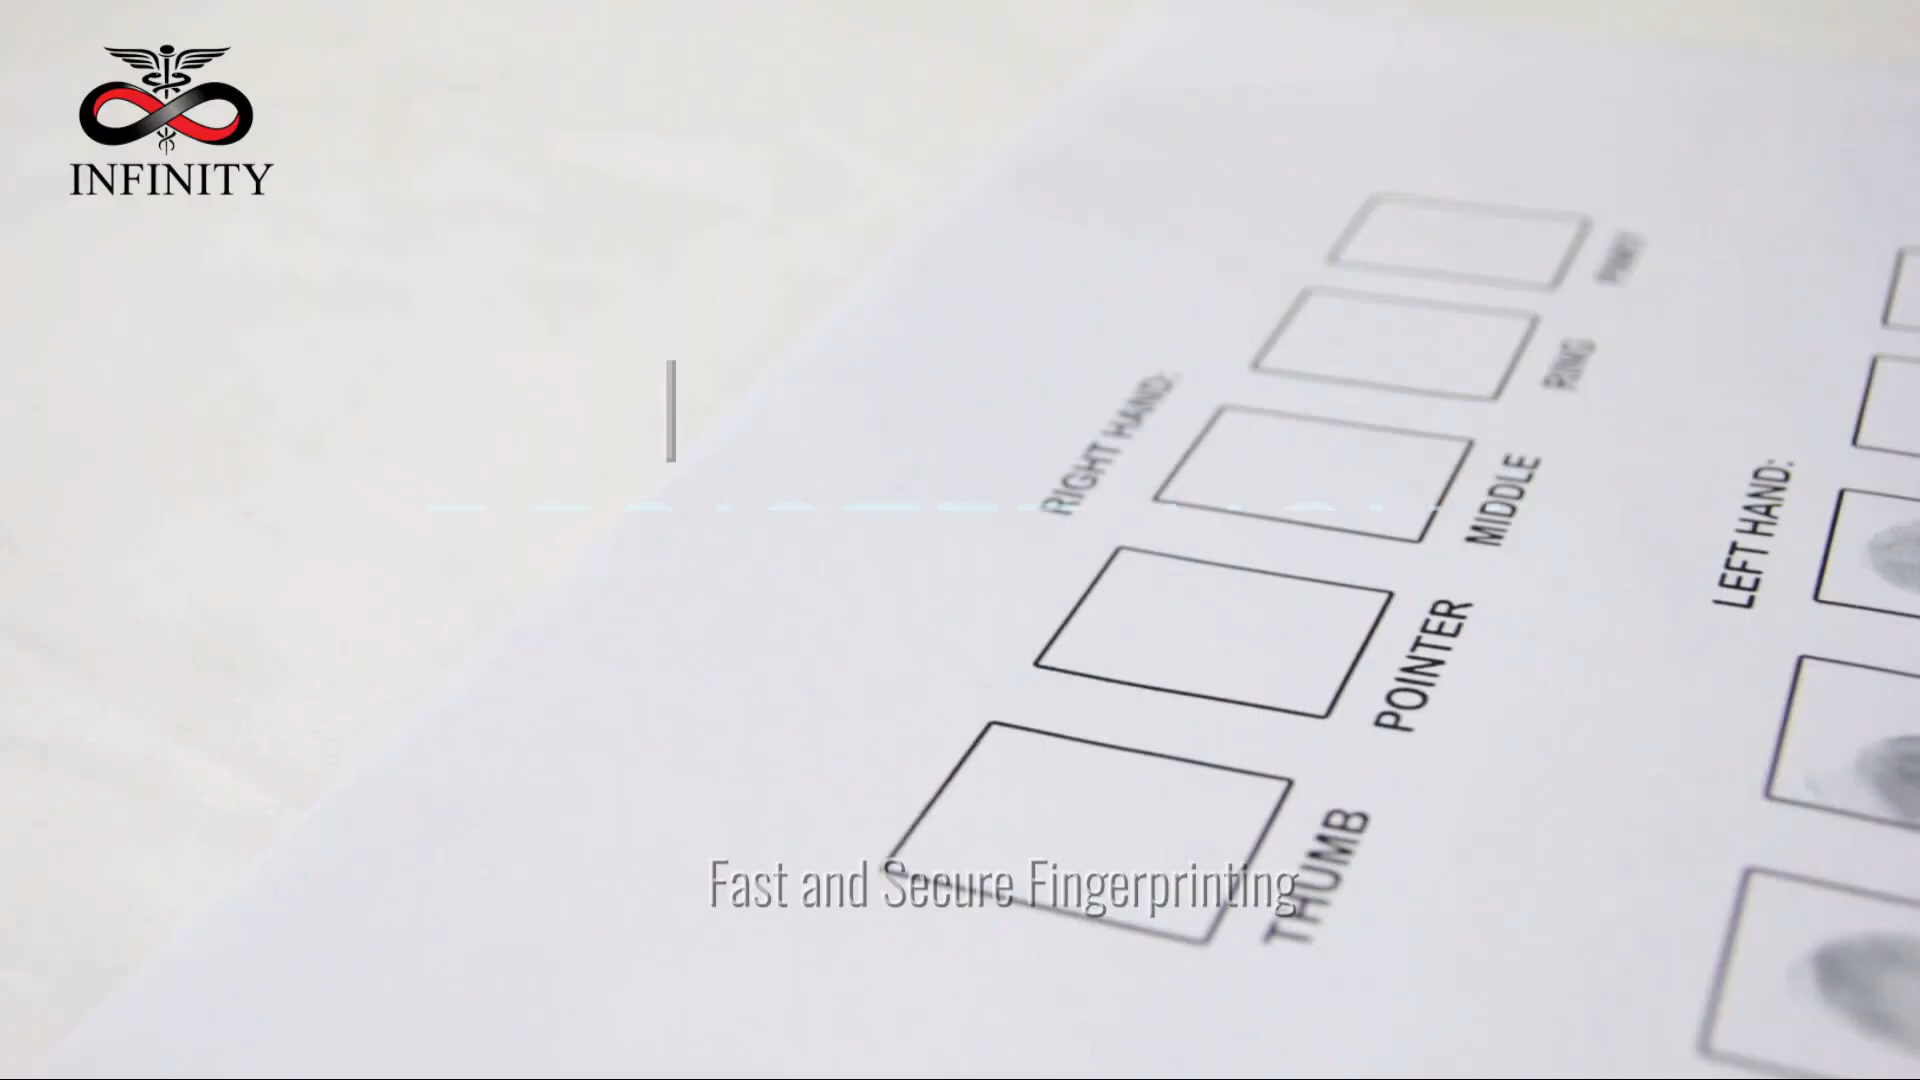 INFINITY
PINKY
RING
RIGHT HAND:
MIDDLE
LEFT HAND:
POINTER
THUMB
Fast and Secure Fingerprinting